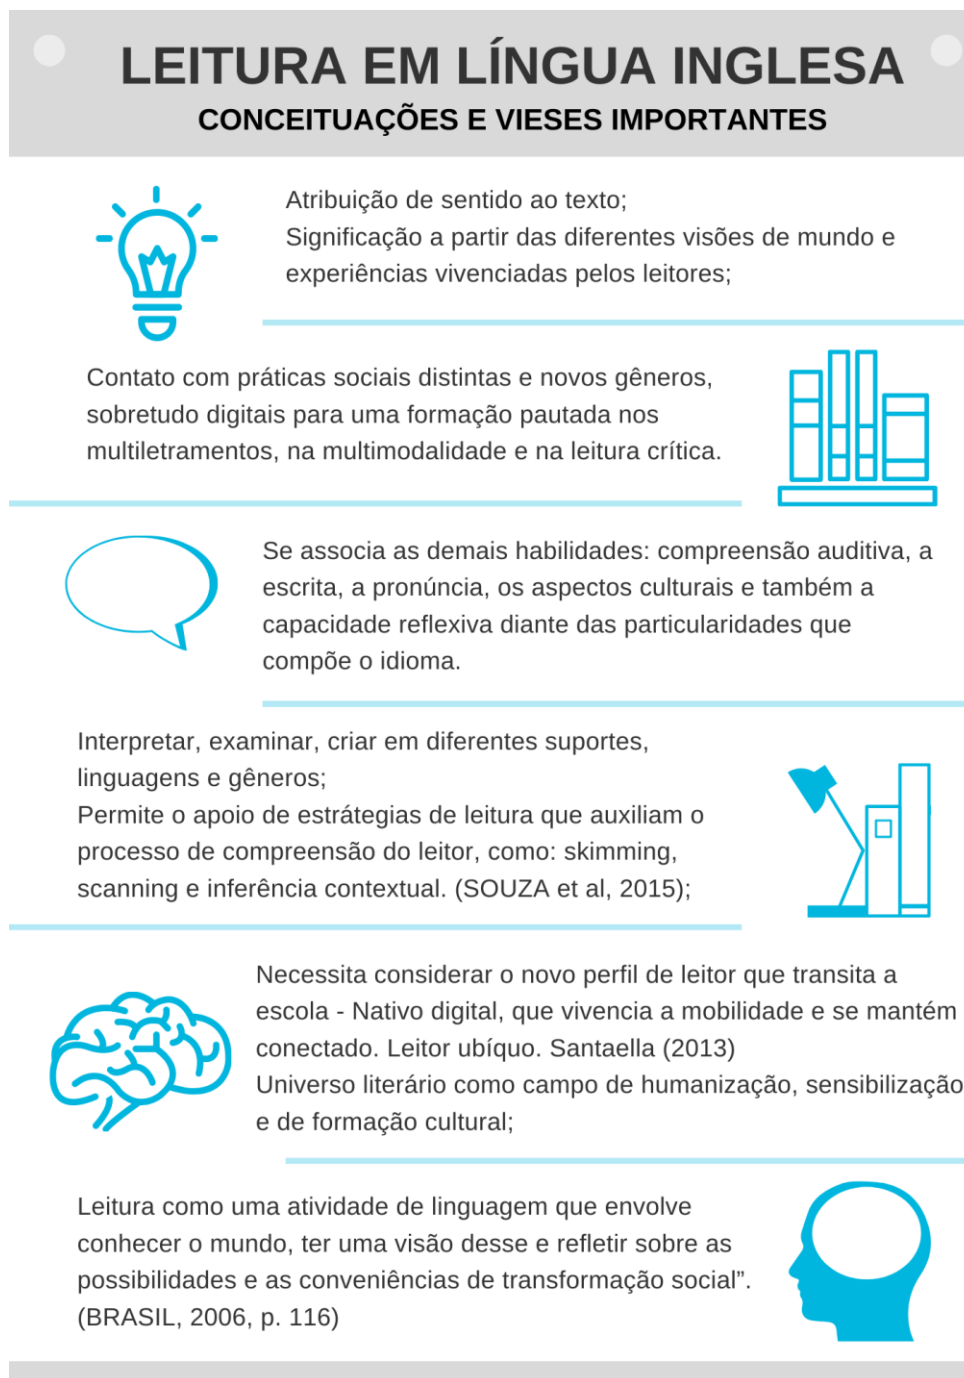 LEITURA EM LÍNGUA INGLESA
CONCEITUAÇÕES E VIESES IMPORTANTES
Atribuição de sentido ao texto;
Significação a partir das diferentes visões de mundo e
experiências vivenciadas pelos leitores;
Contato com práticas sociais distintas e novos gêneros,
sobretudo digitais para uma formação pautada nos
multiletramentos, na multimodalidade e na leitura crítica.
Se associa as demais habilidades: compreensão auditiva, a
escrita, a pronúncia, os aspectos culturais e também a
capacidade reflexiva diante das particularidades que
compõe o idioma.
Interpretar, examinar, criar em diferentes suportes,
linguagens e gêneros;
Permite o apoio de estrátegias de leitura que auxiliam o
processo de compreensão do leitor, como: skimming,
scanning e inferência contextual. (SOUZA et al, 2015);
Necessita considerar o novo perfil de leitor que transita a
escola - Nativo digital, que vivencia a mobilidade e se mantém
conectado. Leitor ubíquo. Santaella (2013)
Universo literário como campo de humanização, sensibilização
e de formação cultural;
Leitura como uma atividade de linguagem que envolve
conhecer o mundo, ter uma visão desse e refletir sobre as
possibilidades e as conveniências de transformação social”.
(BRASIL, 2006, p. 116)